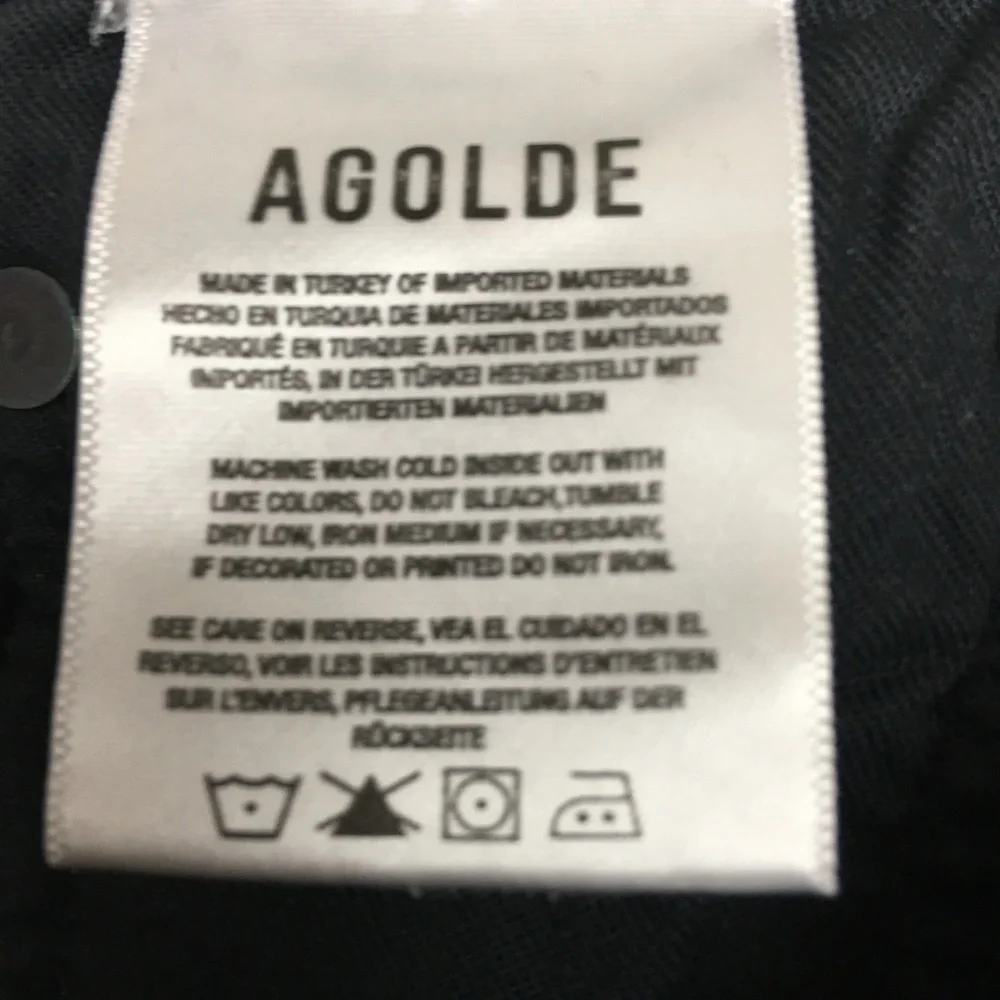 AGOLDE
MADE IN TURKEY OF IMPORTED MATERIALS
HECHO EN TURQUIA DE MATERIALES IMPORTADOS
FABRIQUÉ EN TURQUIE A PARTIR DE MATÉRIAUX
IMPORTÉS, IN DER TÜRKEI HERGESTELLT MIT
IMPORTIERTEN MATERIALIEN
MACHINE WASH COLD INSIDE OUT WITH
LIKE COLORS, DO NOT BLEACH, TUMBLE
DRY LOW, IRON MEDIUM IF NECESSARY,
IF DECORATED OR PRINTED DO NOT IRON.
SEE CARE ON REVERSE, VEA EL CUIDADO EN EL
REVERSO, VOIR LES INSTRUCTIONS D'ENTRETIEN
SUR L'ENVERS, PFLEGEANLEITUNG AUF DER
RÜCKSEITE